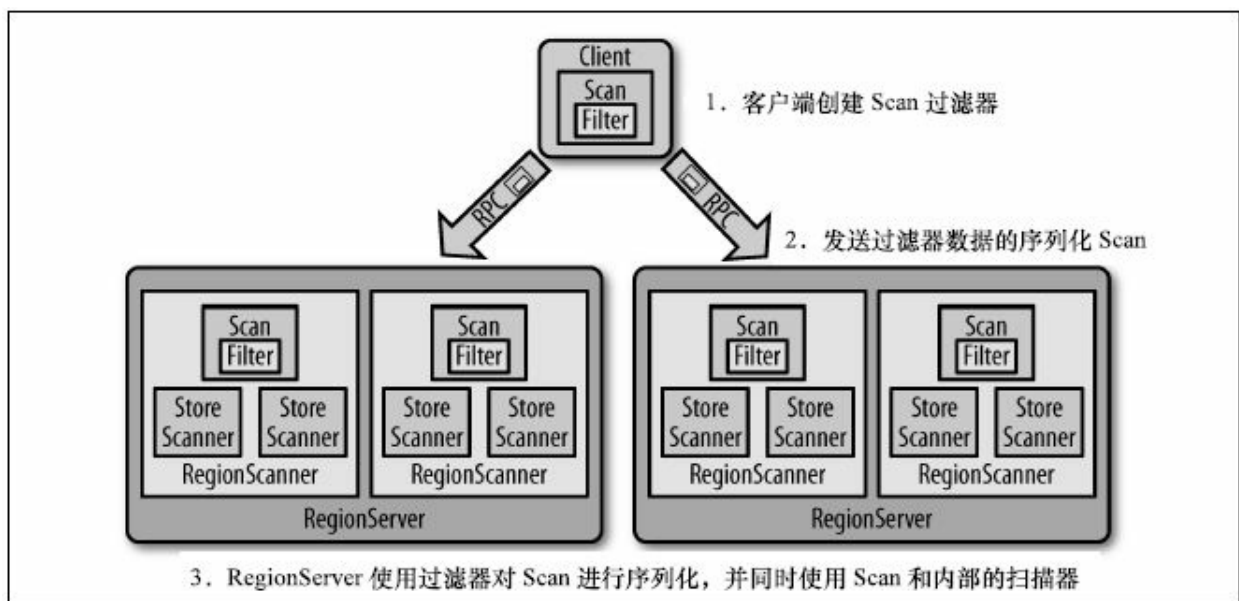 Client
Scan
Filter
1．客户端创建 Scan 过滤器
RPC
RPC
2．发送过滤器数据的序列化 Scan
Scan
Filter
Scan
Filter
Scan
Filter
Scan
Filter
Store
Scanner
Store
Scanner
Store
Scanner
Store
Scanner
Store
Scanner
Store
Scanner
Store
Scanner
Store
Scanner
RegionScanner
RegionScanner
RegionScanner
RegionScanner
RegionServer
RegionServer
3．RegionServer 使用过滤器对 Scan 进行序列化，并同时使用 Scan 和内部的扫描器